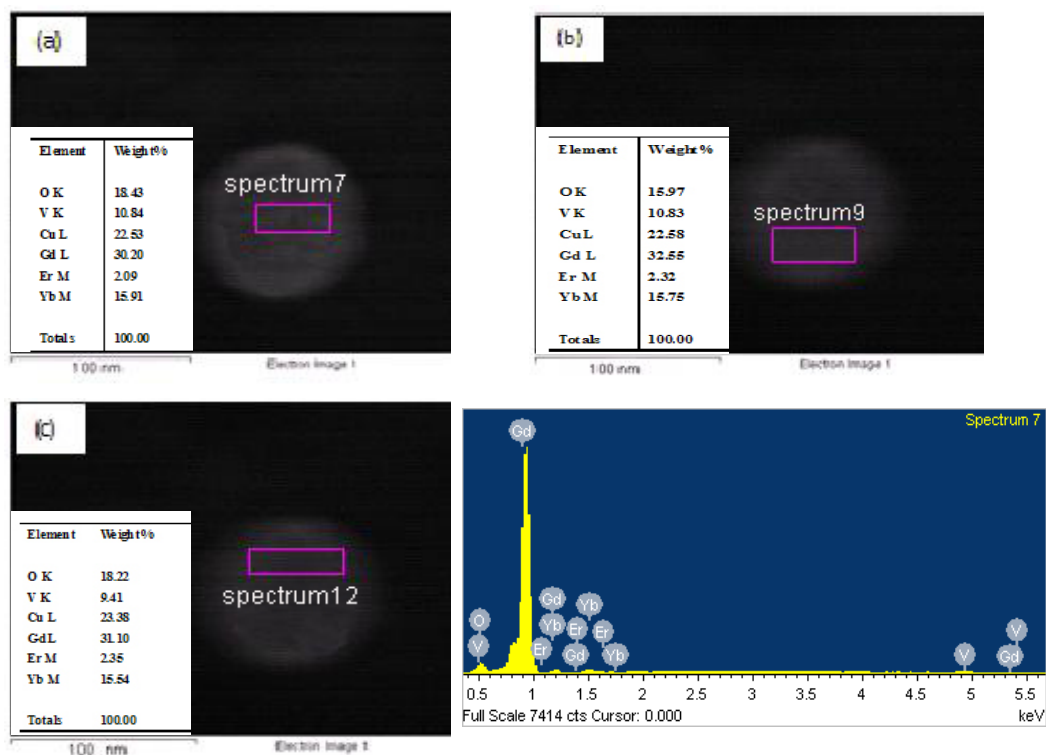 (a)
Element Weight%
O K 18.43
V K 10.84
Cu L 22.53
Gd L 30.20
Er M 2.09
Yb M 15.91
Totals 100.00
spectrum7
100 nm
Electron Image 1
(b)
Element Weight%
O K 15.97
V K 10.83
Cu L 22.58
Gd L 32.55
Er M 2.32
Yb M 15.75
Totals 100.00
spectrum9
100 nm
Electron Image 1
(c)
Element Weight%
O K 18.22
V K 9.41
Cu L 23.38
Gd L 31.10
Er M 2.35
Yb M 15.54
Totals 100.00
spectrum12
100 nm
Electron Image 1
Spectrum 7
Gd
Gd Yb V
O Yb Er Er V
V Er Gd Yb Gd
0.5 1 1.5 2 2.5 3 3.5 4 4.5 5 5.5
Full Scale 7414 cts Cursor: 0.000 keV